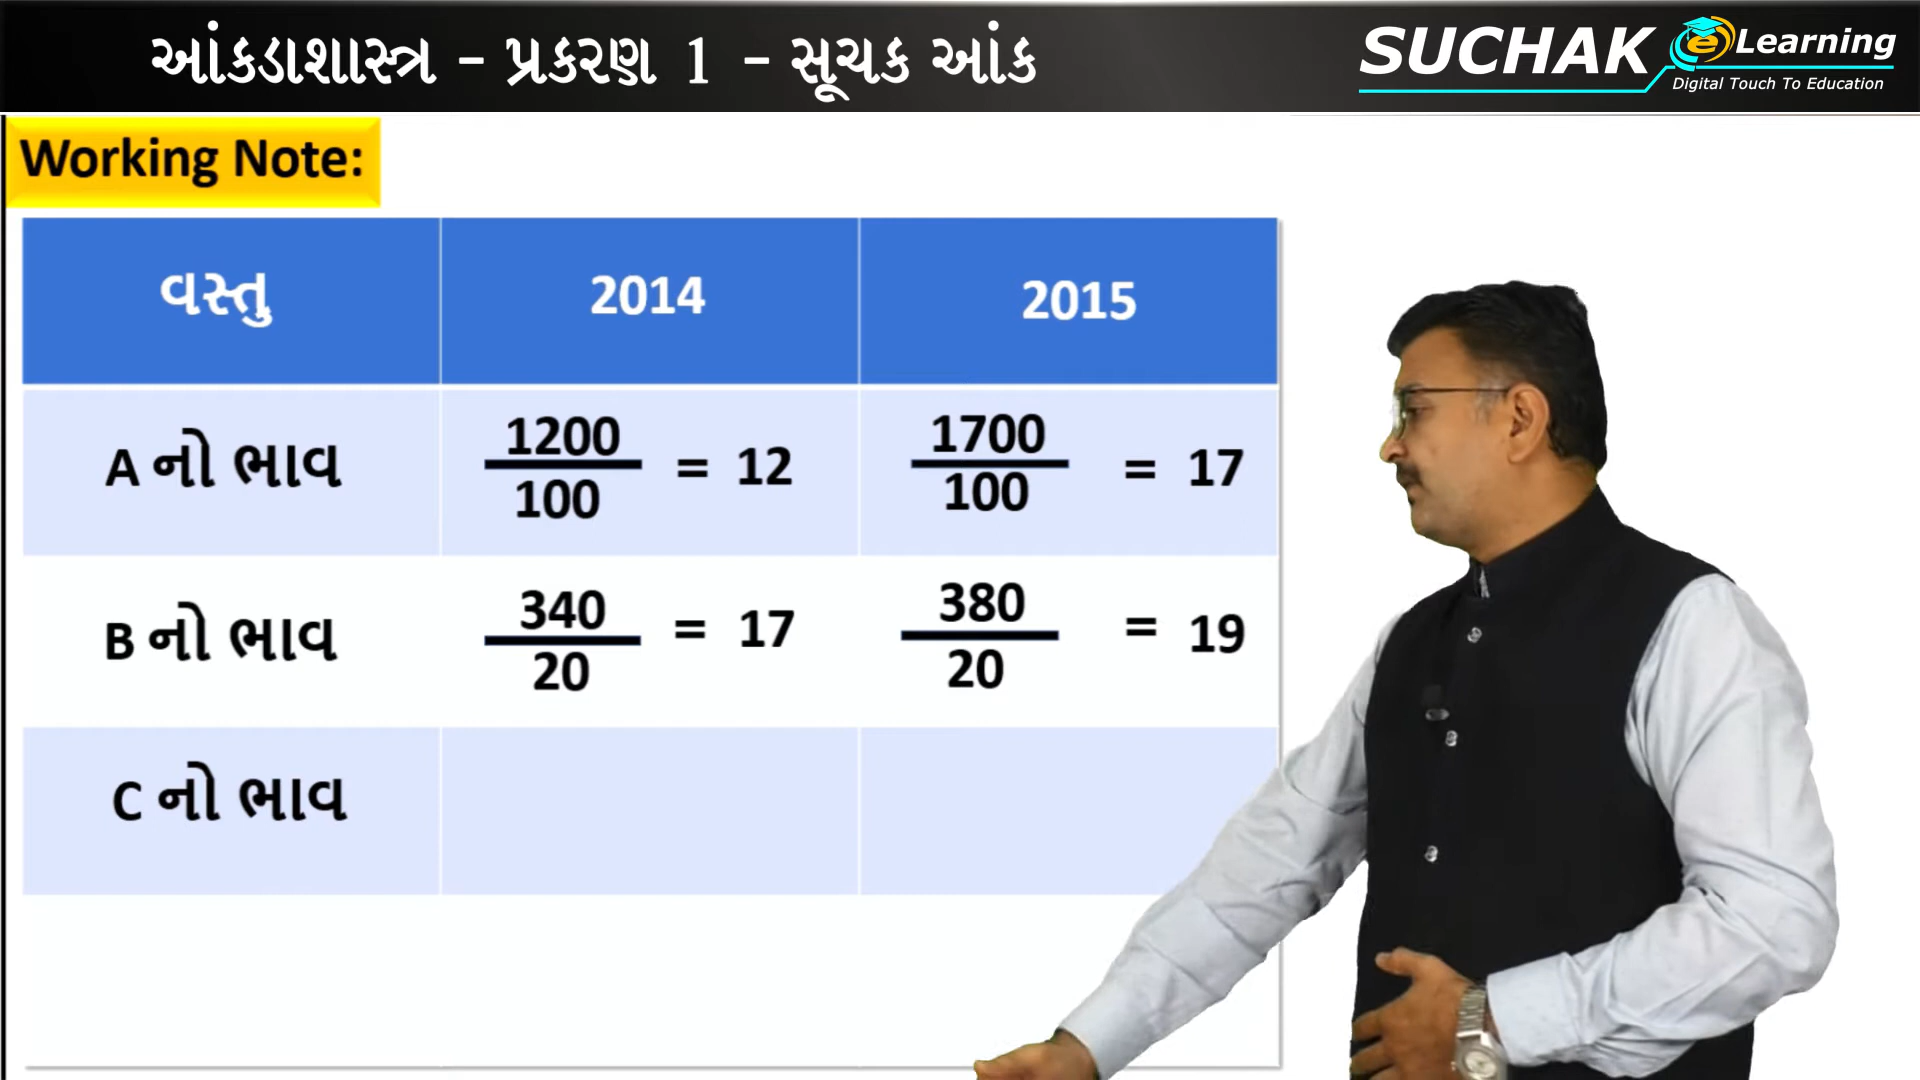 આંકડાશાસ્ત્ર - પ્રકરણ 1 - સૂચક આંક
SUCHAK eLearning
Digital Touch To Education
Working Note:
વસ્તુ 2014 2015
A નો ભાવ 1200/100 = 12 1700/100 = 17
B નો ભાવ 340/20 = 17 380/20 = 19
C નો ભાવ